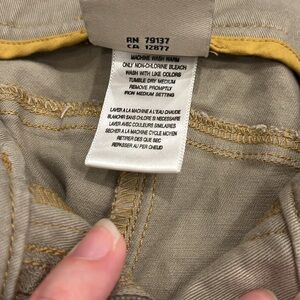 RN 79137
CA 12877
MACHINE WASH WARM
ONLY NON-CHLORINE BLEACH
WASH WITH LIKE COLORS
TUMBLE DRY MEDIUM
REMOVE PROMPTLY
IRON MEDIUM SETTING
LAVER A LA MACHINE A L'EAU CHAUDE
BLANCHIR SANS CHLORE SI NECESSAIRE
LAVER AVEC COULEURS SIMILAIRES
SECHER A LA MACHINE CYCLE MOYEN
RETIRER DES QUE SEC
REPASSER AU FER CHAUD